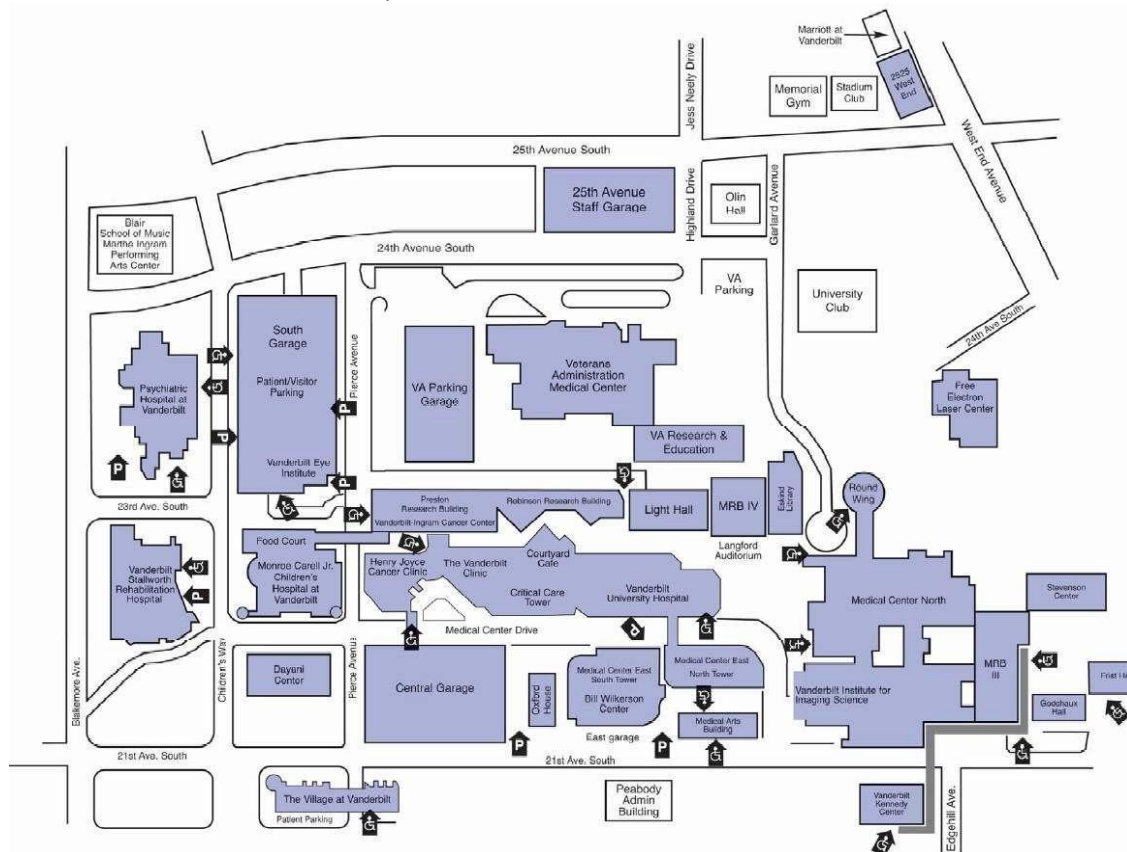 Marriott at
Vanderbilt
2525
West
End
Memorial
Gym
Stadium
Club
Jess Neely Drive
West End Avenue
25th Avenue South
25th Avenue
Staff Garage
Highland Drive
Olin
Hall
Garland Avenue
Blair
School of Music
Martha Ingram
Performing
Arts Center
24th Avenue South
VA
Parking
University
Club
24th Ave South
South
Garage
Patient/Visitor
Parking
Vanderbilt Eye
Institute
Pierce Avenue
Psychiatric
Hospital at
Vanderbilt
VA Parking
Garage
Veterans
Administration
Medical Center
VA Research &
Education
Free
Electron
Laser Center
P
P
P
P
23rd Ave. South
Preston
Research
Building
Vanderbilt-Ingram Cancer Center
Robinson Research Building
Light Hall
MRB IV
Eskind
Library
Round
Wing
Langford
Auditorium
Food Court
Monroe Carell Jr.
Children's
Hospital at
Vanderbilt
Henry Joyce
Cancer Clinic
The Vanderbilt
Clinic
Courtyard
Cafe
Critical Care
Tower
Vanderbilt
University Hospital
Vanderbilt
Stallworth
Rehabilitation
Hospital
P
Medical Center North
Stevenson
Center
Medical Center Drive
P
Blakemore Ave.
Children's Way
Dayani
Center
Pierce Avenue
Central Garage
Oxford
House
Medical Center East
South Tower
Bill Wilkerson
Center
Medical Center East
North Tower
Medical Arts
Building
Vanderbilt Institute for
Imaging Science
MRB
III
Godchaux
Hall
P
East garage
P
21st Ave. South
21st Ave. South
The Village at Vanderbilt
Patient Parking
Peabody
Admin
Building
Vanderbilt
Kennedy
Center
Edgehill Ave.